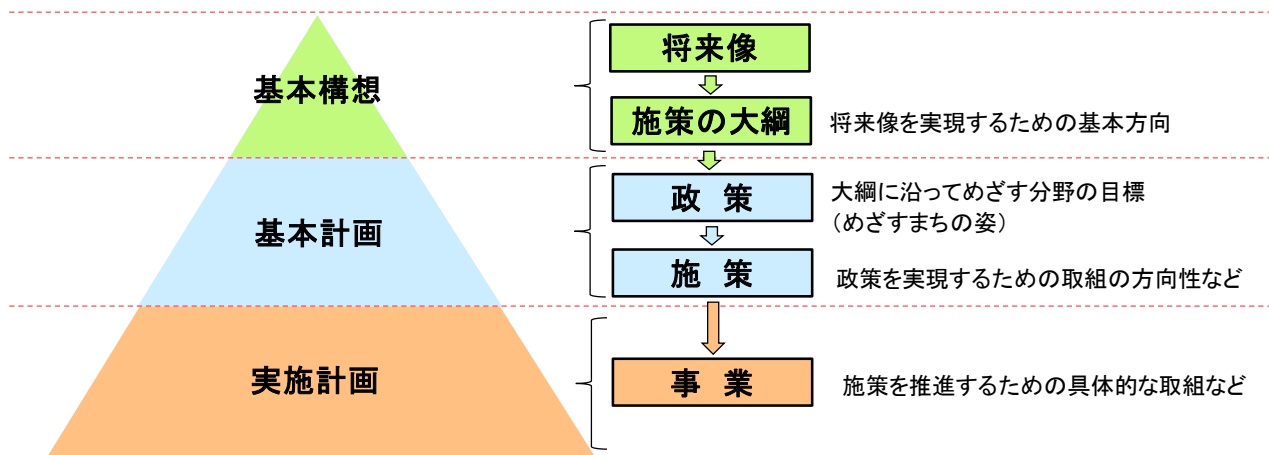 将来像
基本構想
施策の大綱
将来像を実現するための基本方向
政 策
大綱に沿ってめざす分野の目標
（めざすまちの姿）
基本計画
施 策
政策を実現するための取組の方向性など
実施計画
事 業
施策を推進するための具体的な取組など